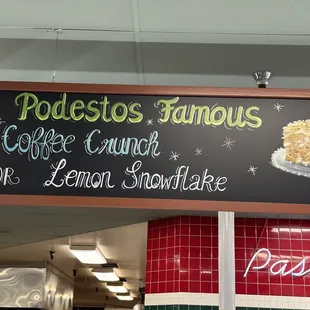 Podestos Famous
Coffee Crunch
OR Lemon Snowflake
Pas